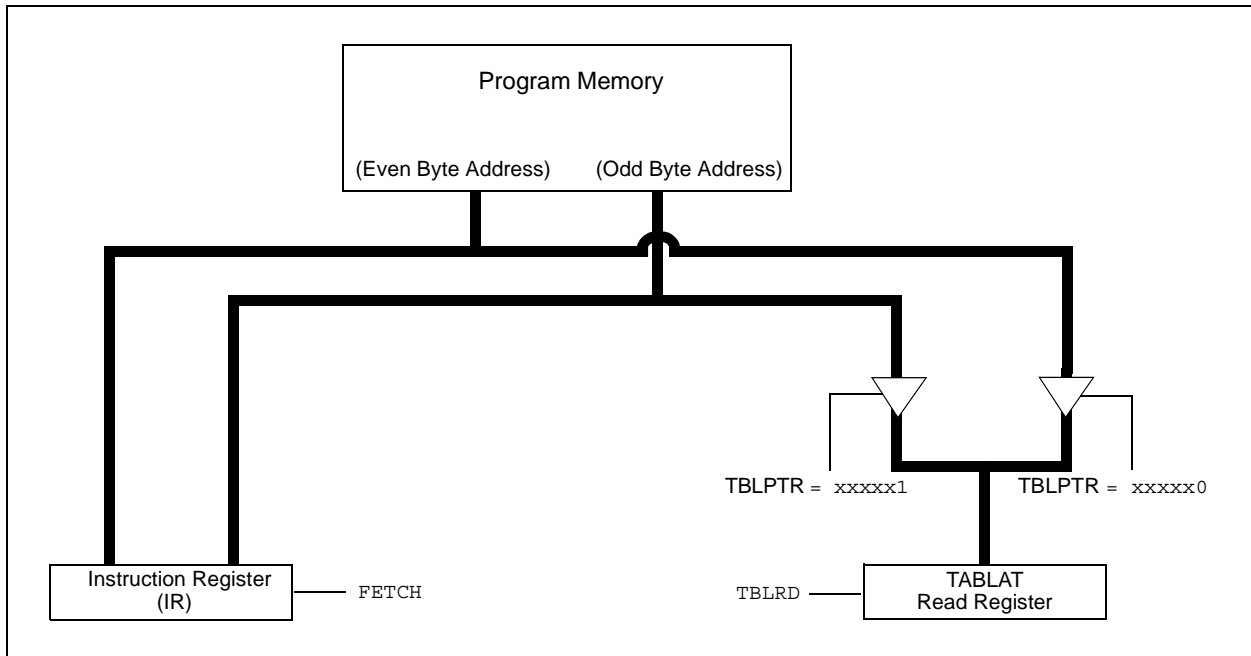 Program Memory
(Even Byte Address) (Odd Byte Address)
TBLPTR = xxxxx1 TBLPTR = xxxxx0
Instruction Register
(IR)
FETCH
TBLRD
TABLAT
Read Register